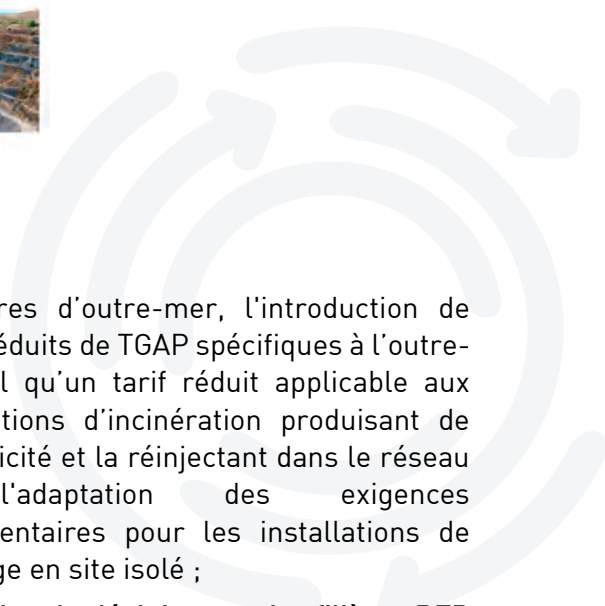 res d’outre-mer, l'introduction de
éduits de TGAP spécifiques à l’outre-
l qu’un tarif réduit applicable aux
tions d’incinération produisant de
icité et la réinjectant dans le réseau
l'adaptation des exigences
entaires pour les installations de
ge en site isolé ;